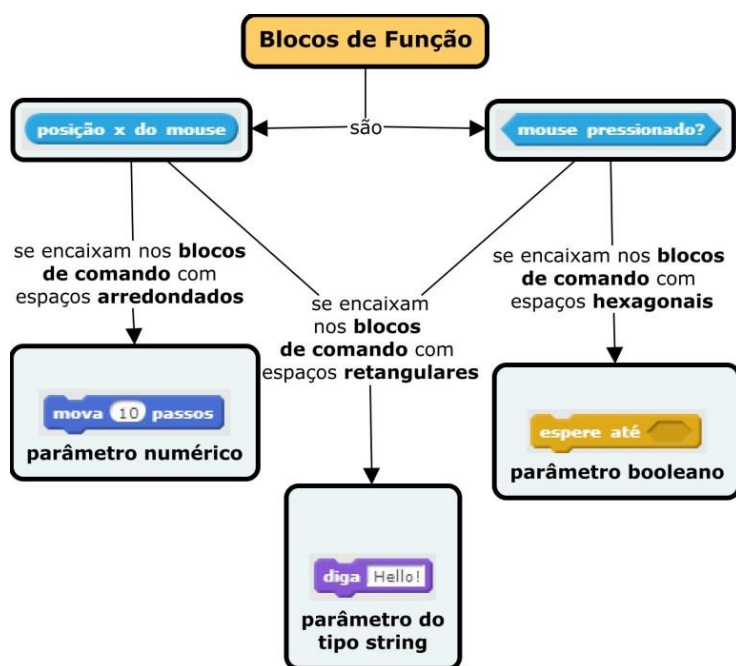 Blocos de Função
posição x do mouse
são
mouse pressionado?
se encaixam nos blocos
de comando com
espaços arredondados
se encaixam
nos blocos
de comando com
espaços retangulares
se encaixam nos blocos
de comando com
espaços hexagonais
mova 10 passos
parâmetro numérico
diga Hello!
parâmetro do
tipo string
espere até
parâmetro booleano